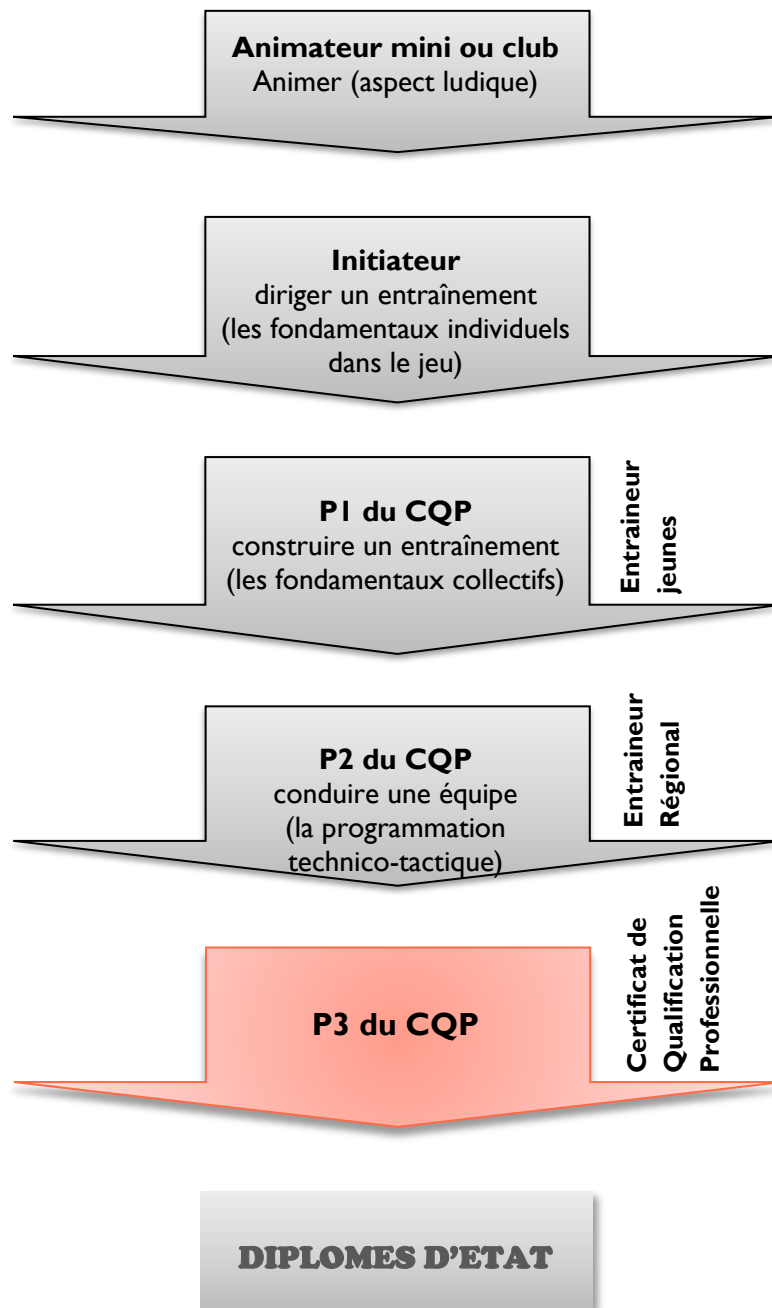 Animateur mini ou club
Animer (aspect ludique)
Initiateur
diriger un entraînement
(les fondamentaux individuels
dans le jeu)
P1 du CQP
construire un entraînement
(les fondamentaux collectifs)
Entraineur
jeunes
P2 du CQP
conduire une équipe
(la programmation
technico-tactique)
Entraineur
Régional
P3 du CQP
Certificat de
Qualification
Professionnelle
DIPLOMES D'ETAT